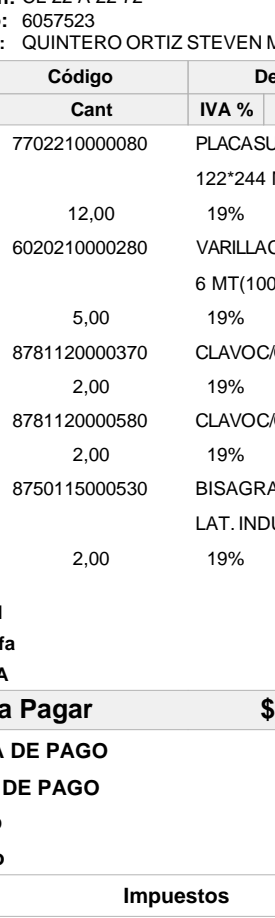 : 6057523
: QUINTERO ORTIZ STEVEN M
Código De
Cant IVA %
7702210000080 PLACASU
122*244
12,00 19%
6020210000280 VARILLAC
6 MT(100
5,00 19%
8781120000370 CLAVOC/
2,00 19%
8781120000580 CLAVOC/
2,00 19%
8750115000530 BISAGRA
LAT. INDU
2,00 19%
fa
A
a Pagar $
A DE PAGO
DE PAGO
Impuestos